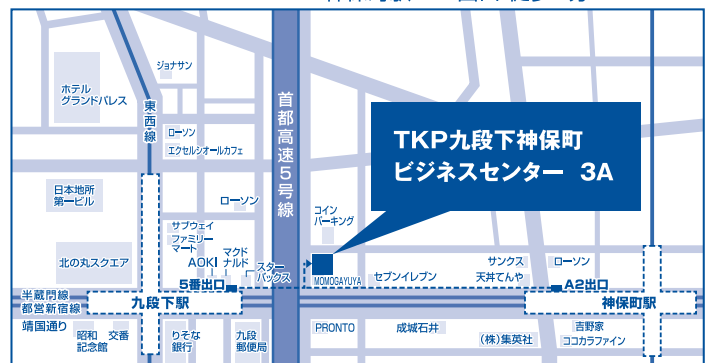 ジョナサン
ホテル
グランドパレス
東西線
首都高速5号線
ローソン
エクセルシオールカフェ
TKP九段下神保町
ビジネスセンター 3A
日本地所
第一ビル
ローソン
コイン
パーキング
サブウェイ
ファミリー
マート
北の丸スクエア
AOKI
マクド
ナルド
スター
バックス
MOMOGAYUYA
セブンイレブン
サンクス
天丼てんや
ローソン
5番出口
A2出口
半蔵門線
都営新宿線
九段下駅
神保町駅
靖国通り
昭和
記念館
交番
りそな
銀行
九段
郵便局
PRONTO
成城石井
(株)集英社
吉野家
ココカラファイン